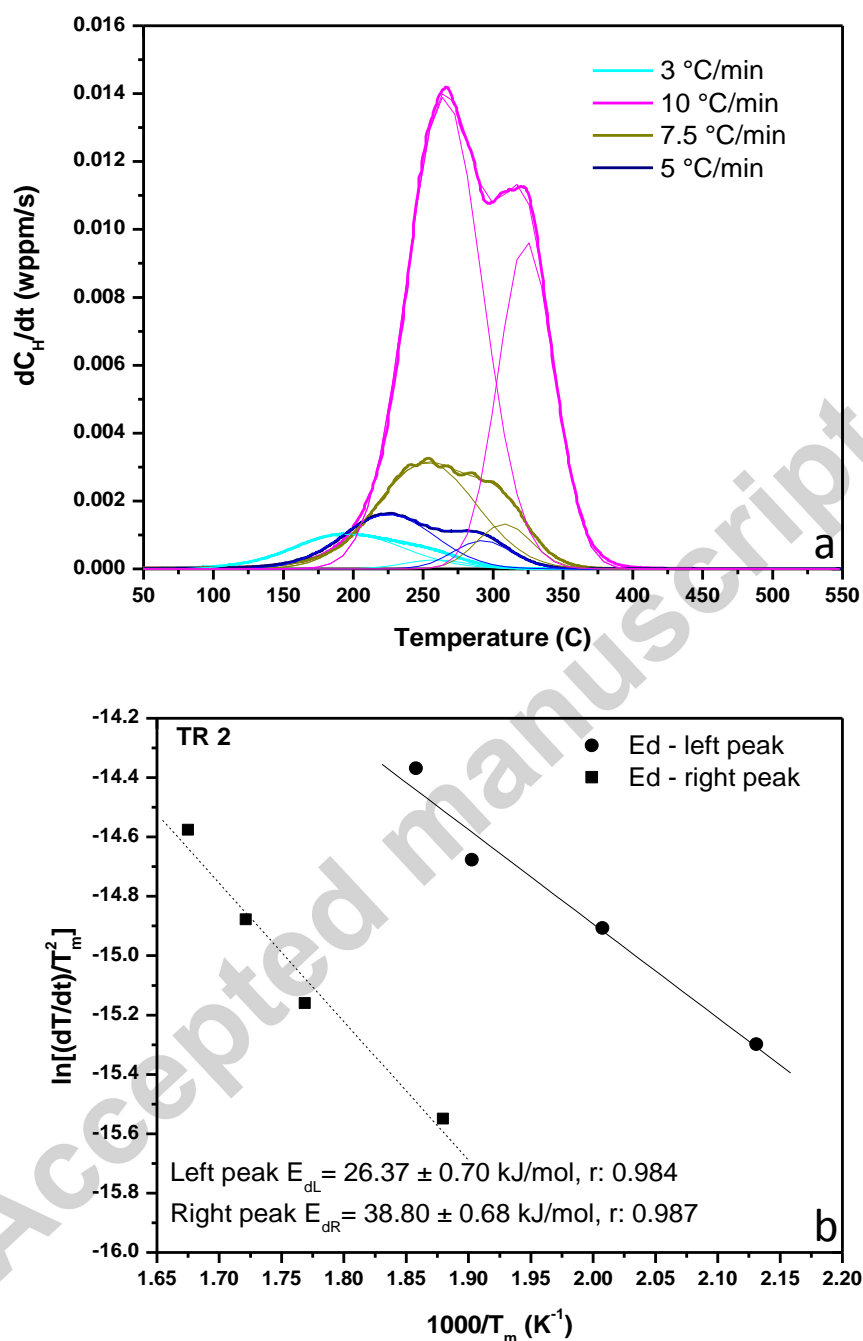 0.016
0.014
0.012
0.010
0.008
0.006
0.004
0.002
0.000
dC_H/dt (wppm/s)
3 °C/min
10 °C/min
7.5 °C/min
5 °C/min
a
50 100 150 200 250 300 350 400 450 500 550
Temperature (C)
-14.2
-14.4
-14.6
-14.8
-15.0
-15.2
-15.4
-15.6
-15.8
-16.0
ln[(dT/dt)/T_m^2]
TR 2
Ed - left peak
Ed - right peak
Left peak E_dL= 26.37 ± 0.70 kJ/mol, r: 0.984
Right peak E_dR= 38.80 ± 0.68 kJ/mol, r: 0.987
b
1.65 1.70 1.75 1.80 1.85 1.90 1.95 2.00 2.05 2.10 2.15 2.20
1000/T_m (K^-1)
Accepted manuscript